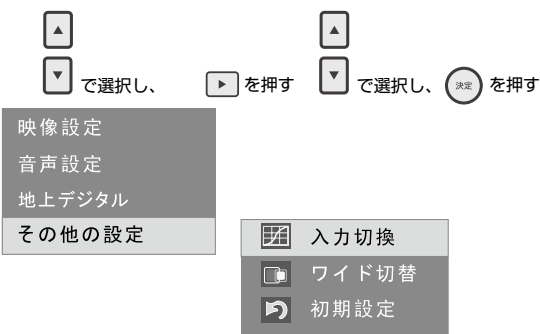 で選択し、 を押す で選択し、 決定 を押す
映像設定
音声設定
地上デジタル
その他の設定
入力切換
ワイド切替
初期設定